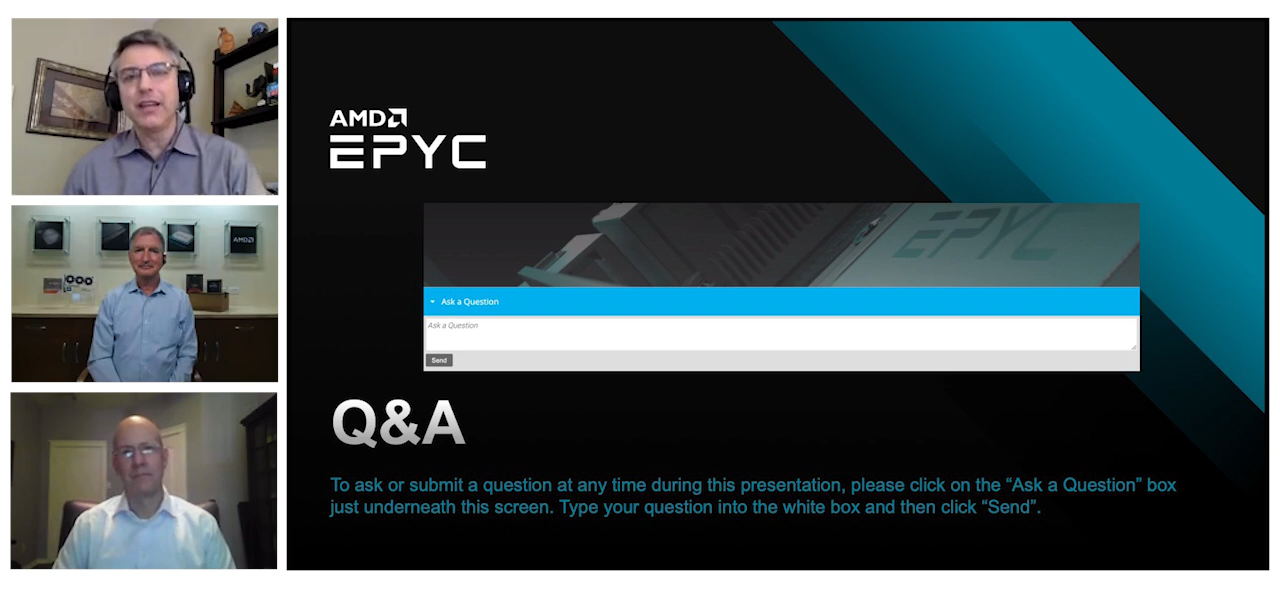 AMD
AMD
EPYC
EPYC
Ask a Question
Ask a Question
Send
Q&A
To ask or submit a question at any time during this presentation, please click on the “Ask a Question” box
just underneath this screen. Type your question into the white box and then click “Send”.